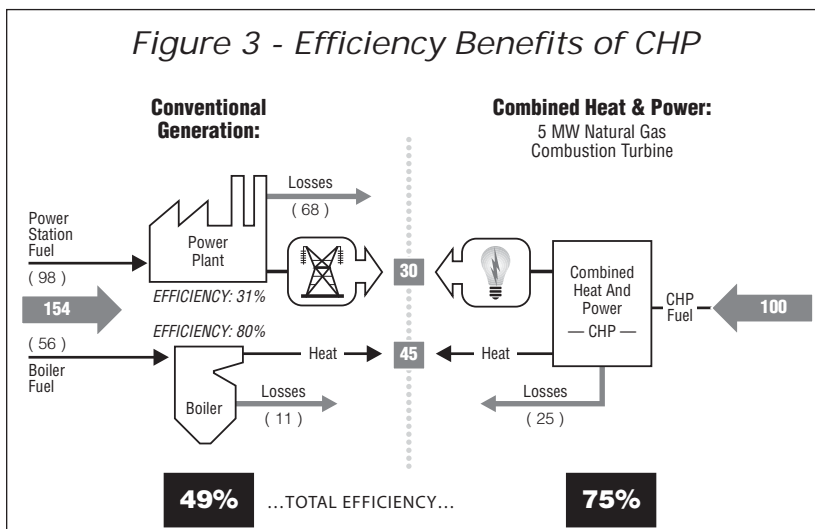 Figure 3 - Efficiency Benefits of CHP
Conventional
Generation:
Combined Heat & Power:
5 MW Natural Gas
Combustion Turbine
Losses
( 68 )
Power
Station
Fuel
( 98 )
Power
Plant
EFFICIENCY: 31%
154
30
Combined
Heat And
Power
— CHP —
CHP
Fuel
100
EFFICIENCY: 80%
( 56 )
Boiler
Fuel
Heat
45
Heat
Boiler
Losses
( 11 )
Losses
( 25 )
49%
...TOTAL EFFICIENCY...
75%